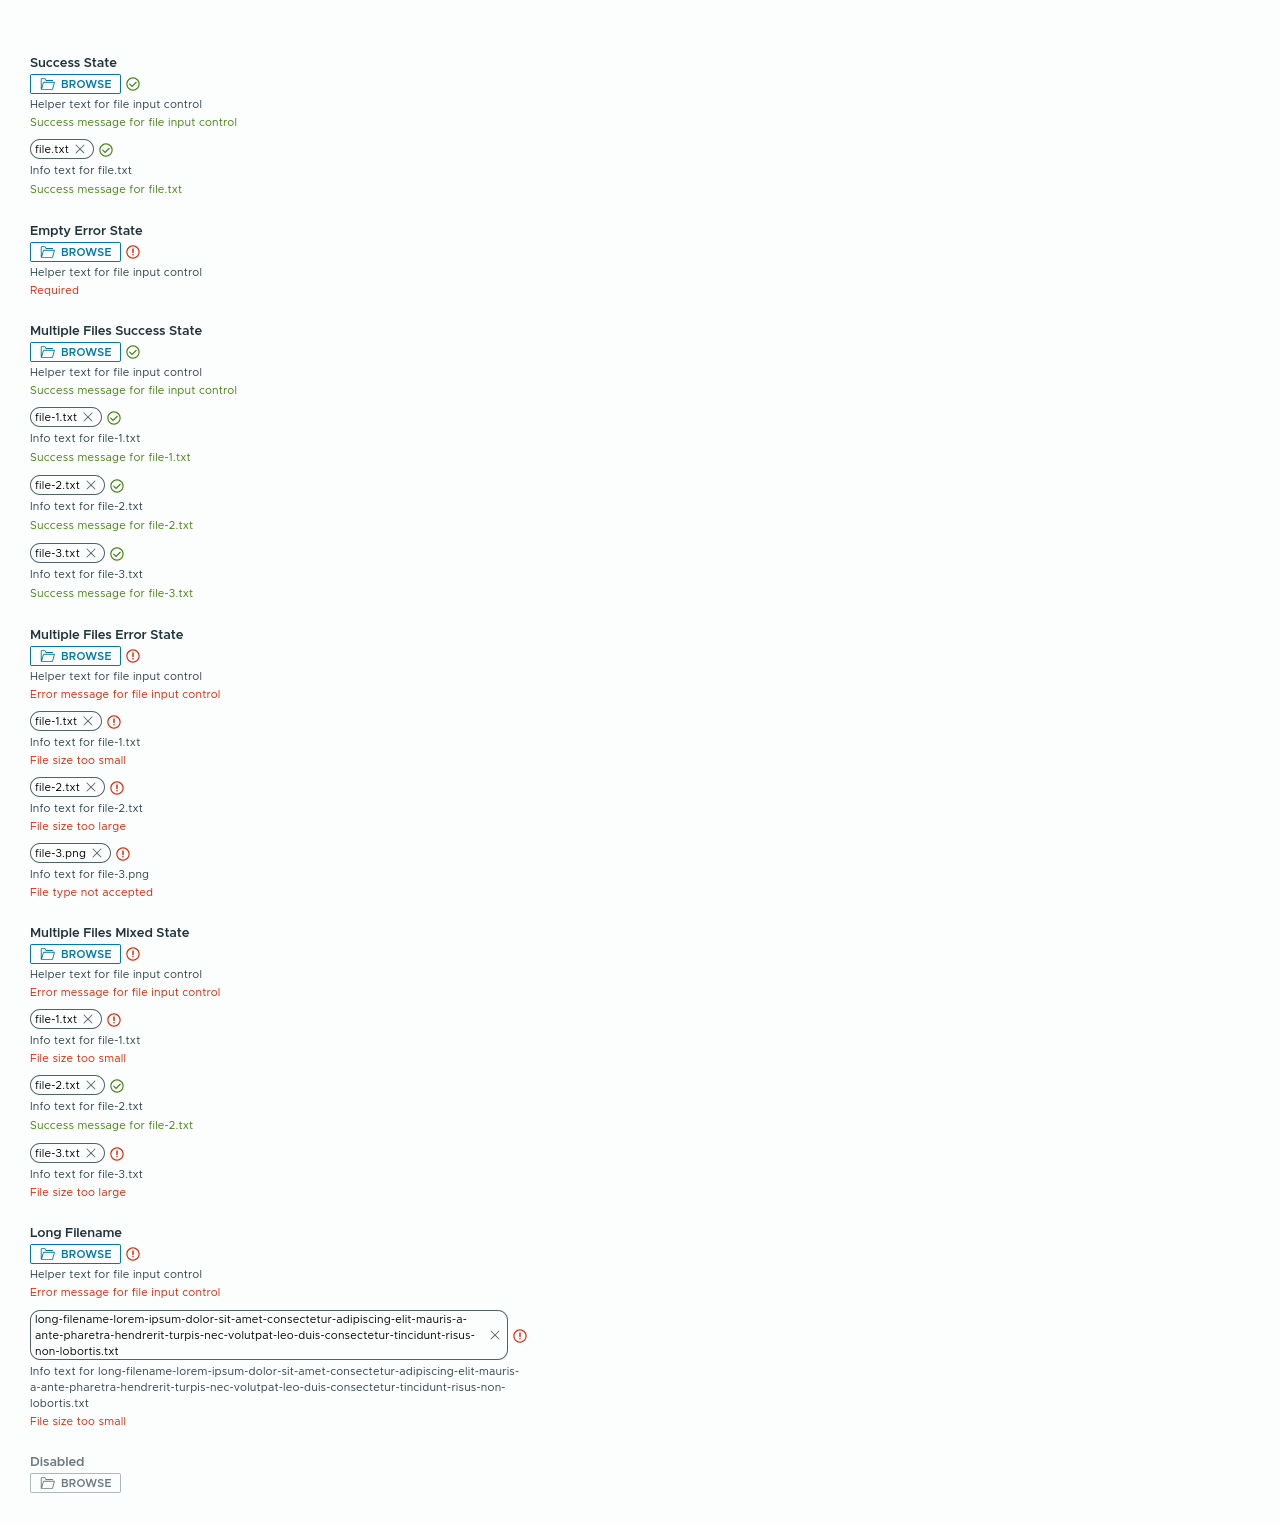 Success State
BROWSE
Helper text for file input control
Success message for file input control
file.txt
Info text for file.txt
Success message for file.txt
Empty Error State
BROWSE
Helper text for file input control
Required
Multiple Files Success State
BROWSE
Helper text for file input control
Success message for file input control
file-1.txt
Info text for file-1.txt
Success message for file-1.txt
file-2.txt
Info text for file-2.txt
Success message for file-2.txt
file-3.txt
Info text for file-3.txt
Success message for file-3.txt
Multiple Files Error State
BROWSE
Helper text for file input control
Error message for file input control
file-1.txt
Info text for file-1.txt
File size too small
file-2.txt
Info text for file-2.txt
File size too large
file-3.png
Info text for file-3.png
File type not accepted
Multiple Files Mixed State
BROWSE
Helper text for file input control
Error message for file input control
file-1.txt
Info text for file-1.txt
File size too small
file-2.txt
Info text for file-2.txt
Success message for file-2.txt
file-3.txt
Info text for file-3.txt
File size too large
Long Filename
BROWSE
Helper text for file input control
Error message for file input control
long-filename-lorem-ipsum-dolor-sit-amet-consectetur-adipiscing-elit-mauris-a-
ante-pharetra-hendrerit-turpis-nec-volutpat-leo-duis-consectetur-tincidunt-risus-
non-lobortis.txt
Info text for long-filename-lorem-ipsum-dolor-sit-amet-consectetur-adipiscing-elit-mauris-
a-ante-pharetra-hendrerit-turpis-nec-volutpat-leo-duis-consectetur-tincidunt-risus-non-
lobortis.txt
File size too small
Disabled
BROWSE